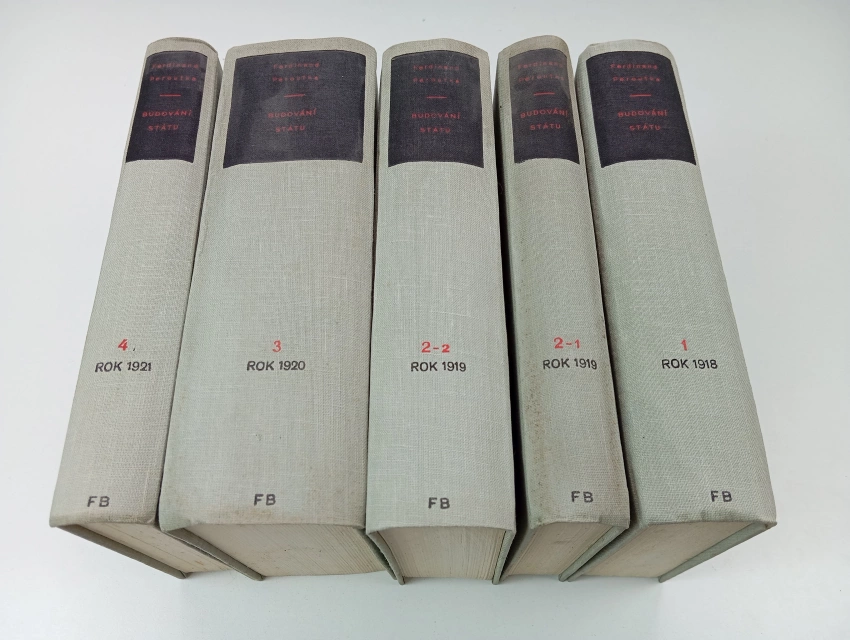 Ferdinand
Peroutka
BUDOVÁNÍ
STÁTU
4.
ROK 1921
FB
Ferdinand
Peroutka
BUDOVÁNÍ
STÁTU
3
ROK 1920
FB
Ferdinand
Peroutka
BUDOVÁNÍ
STÁTU
2-2
ROK 1919
FB
Ferdinand
Peroutka
BUDOVÁNÍ
STÁTU
2-1
ROK 1919
FB
Ferdinand
Peroutka
BUDOVÁNÍ
STÁTU
1
ROK 1918
FB